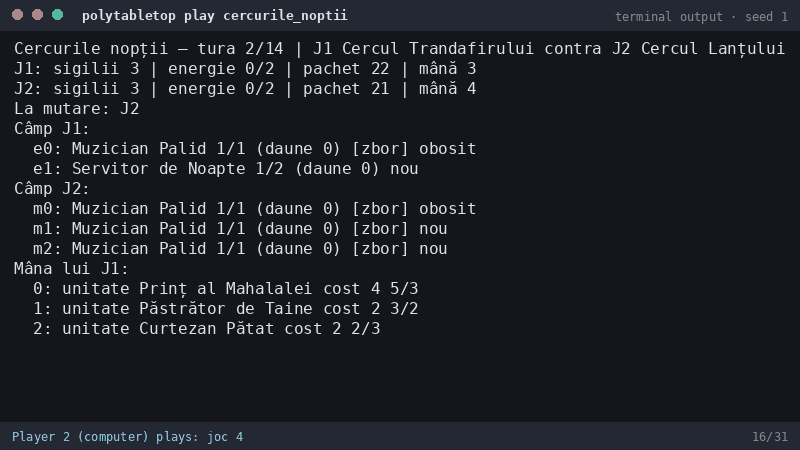 polytabletop play cercurile_noptii
terminal output · seed 1
Cercurile nopții — tura 2/14 | J1 Cercul Trandafirului contra J2 Cercul Lanțului
J1: sigilii 3 | energie 0/2 | pachet 22 | mână 3
J2: sigilii 3 | energie 0/2 | pachet 21 | mână 4
La mutare: J2
Câmp J1:
e0: Muzician Palid 1/1 (daune 0) [zbor] obosit
e1: Servitor de Noapte 1/2 (daune 0) nou
Câmp J2:
m0: Muzician Palid 1/1 (daune 0) [zbor] obosit
m1: Muzician Palid 1/1 (daune 0) [zbor] nou
m2: Muzician Palid 1/1 (daune 0) [zbor] nou
Mâna lui J1:
0: unitate Prinț al Mahalalei cost 4 5/3
1: unitate Păstrător de Taine cost 2 3/2
2: unitate Curtezan Pătat cost 2 2/3
Player 2 (computer) plays: joc 4
16/31